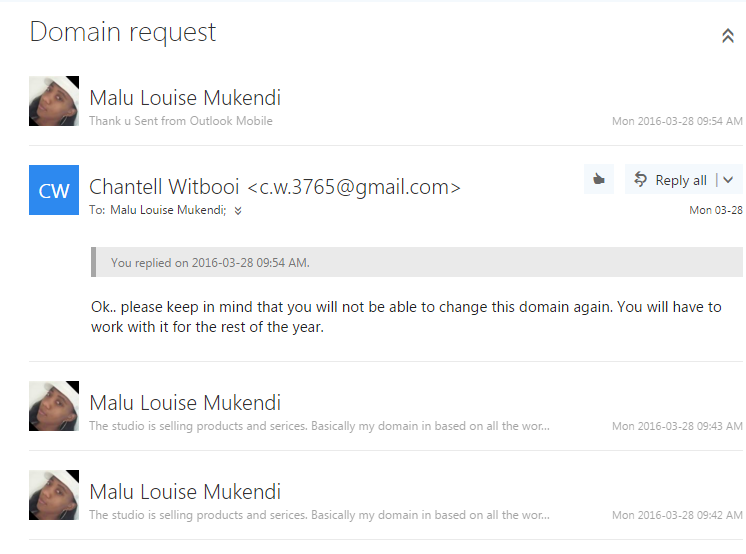 Domain request
Malu Louise Mukendi
Thank u Sent from Outlook Mobile
Mon 2016-03-28 09:54 AM
CW
Chantell Witbooi <c.w.3765@gmail.com>
Reply all
To: Malu Louise Mukendi;
Mon 03-28
You replied on 2016-03-28 09:54 AM.
Ok.. please keep in mind that you will not be able to change this domain again. You will have to
work with it for the rest of the year.
Malu Louise Mukendi
The studio is selling products and serices. Basically my domain in based on all the wor...
Mon 2016-03-28 09:43 AM
Malu Louise Mukendi
The studio is selling products and serices. Basically my domain in based on all the wor...
Mon 2016-03-28 09:42 AM